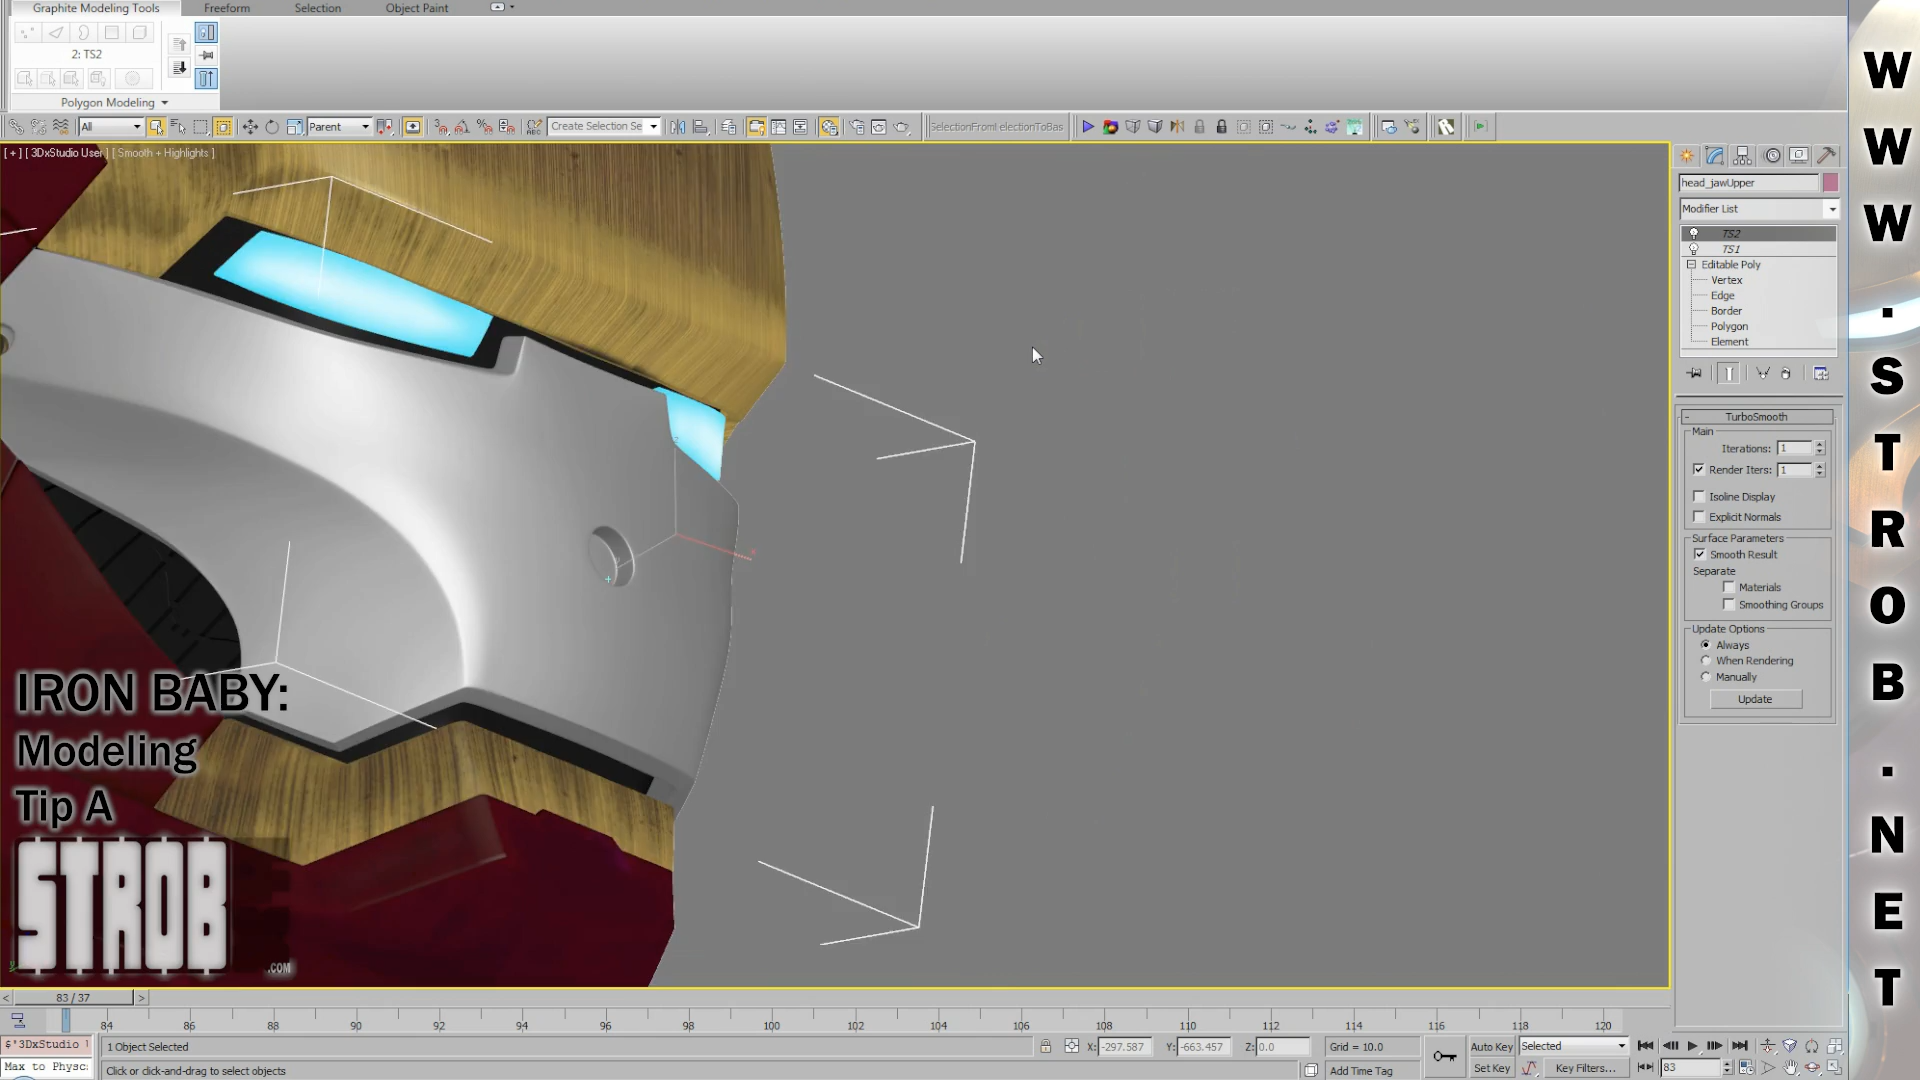 Graphite Modeling Tools Freeform Selection Object Paint
2: TS2
Polygon Modeling
All Parent Create Selection Se SelectionFrom
[ + ] [ 3DxStudio User ] [ Smooth + Highlights ]
head_jawUpper
Modifier List
TS2
TS1
Editable Poly
Vertex
Edge
Border
Polygon
Element
TurboSmooth
Main
Iterations: 1
Render Iters: 1
Isoline Display
Explicit Normals
Surface Parameters
Smooth Result
Separate
Materials
Smoothing Groups
Update Options
Always
When Rendering
Manually
Update
IRON BABY:
Modeling
Tip A
STROB
.COM
WWW.STROB.NET
83 / 37
84 86 88 90 92 94 96 98 100 102 104 106 108 110 112 114 116 118 120
1 Object Selected X: -297.587 Y: -663.457 Z: 0.0 Grid = 10.0 Auto Key Selected
Max to Physc: Click or click-and-drag to select objects Add Time Tag Set Key Key Filters... 83